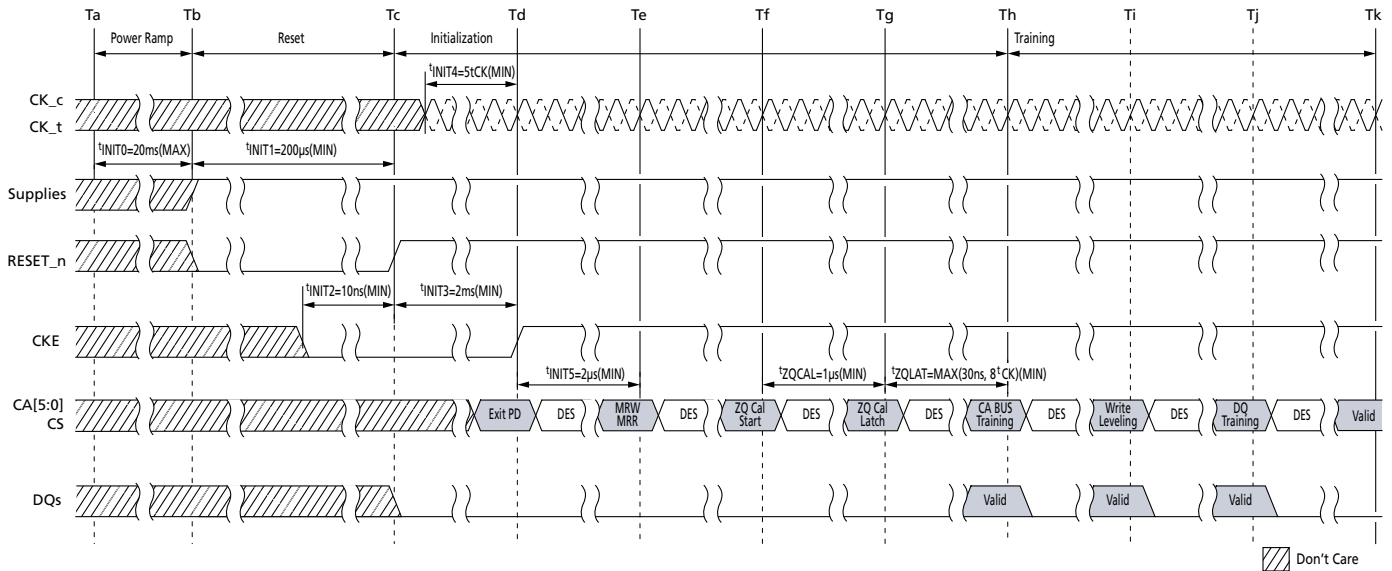 Ta Tb Tc Td Te Tf Tg Th Ti Tj Tk
Power Ramp Reset Initialization Training
tINIT4=5tCK(MIN)
CK_c
CK_t
tINIT0=20ms(MAX) tINIT1=200µs(MIN)
Supplies
RESET_n
tINIT2=10ns(MIN) tINIT3=2ms(MIN)
CKE
tINIT5=2µs(MIN) tZQCAL=1µs(MIN) tZQLAT=MAX(30ns, 8tCK)(MIN)
CA[5:0]
CS
Exit PD DES MRW MRR DES ZQ Cal Start DES ZQ Cal Latch DES CA BUS Training DES Write Leveling DES DQ Training DES Valid
DQs Valid Valid Valid
Don't Care